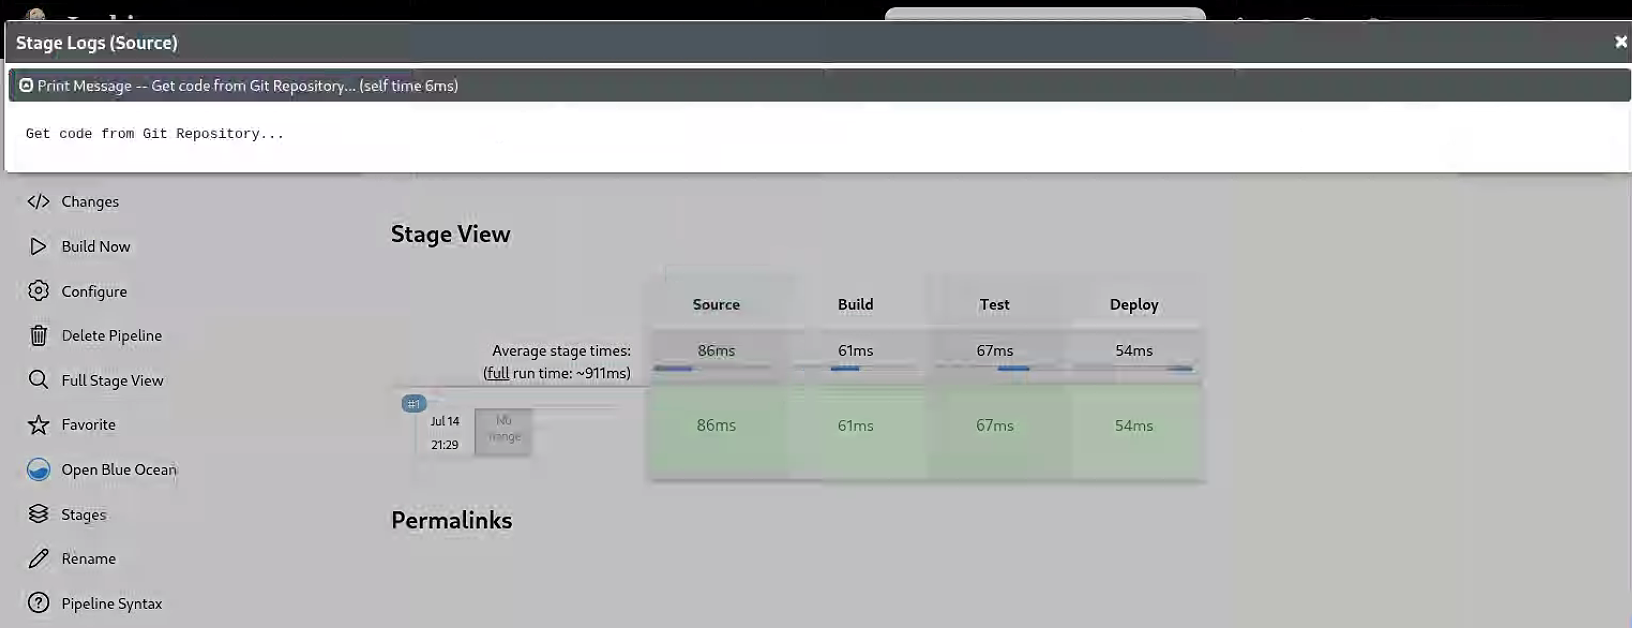 Stage Logs (Source)
Print Message -- Get code from Git Repository... (self time 6ms)
Get code from Git Repository...
Changes
Build Now
Configure
Delete Pipeline
Full Stage View
Favorite
Open Blue Ocean
Stages
Rename
Pipeline Syntax
Stage View
Source Build Test Deploy
Average stage times: 86ms 61ms 67ms 54ms
(full run time: ~911ms)
#1
Jul 14
21:29
No
86ms 61ms 67ms 54ms
Permalinks